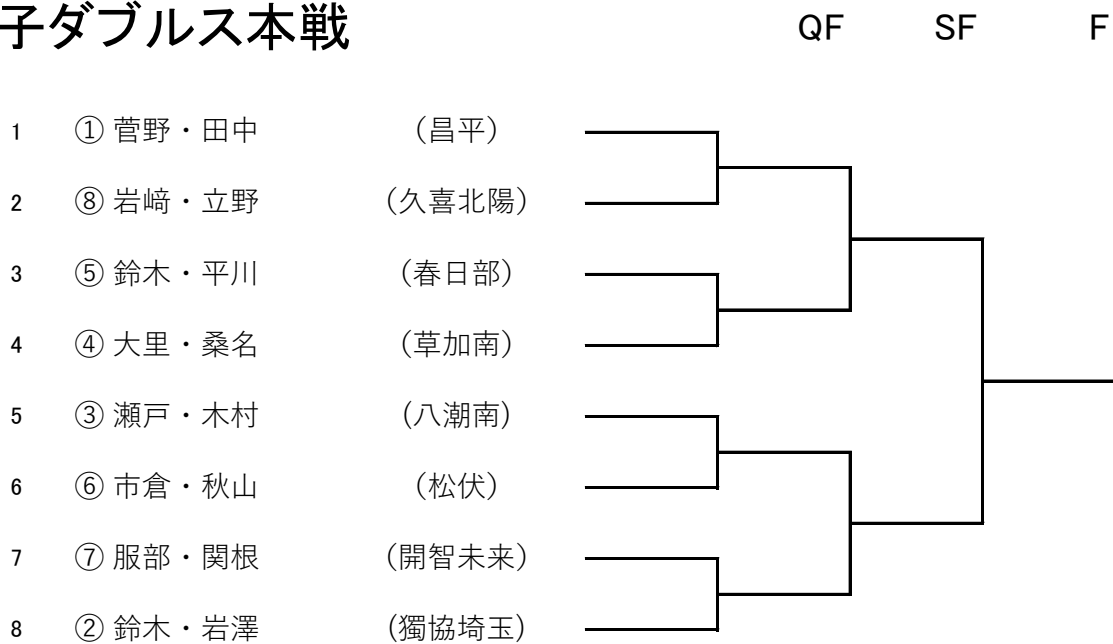 子ダブルス本戦 QF SF F
1 ① 菅野・田中 (昌平)
2 ⑧ 岩﨑・立野 (久喜北陽)
3 ⑤ 鈴木・平川 (春日部)
4 ④ 大里・桑名 (草加南)
5 ③ 瀬戸・木村 (八潮南)
6 ⑥ 市倉・秋山 (松伏)
7 ⑦ 服部・関根 (開智未来)
8 ② 鈴木・岩澤 (獨協埼玉)